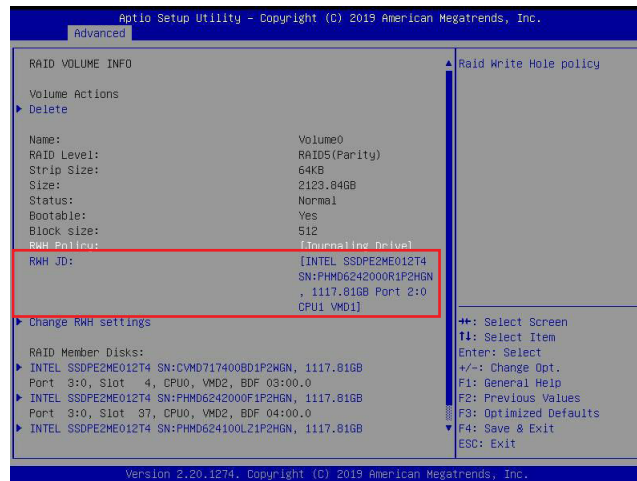 Aptio Setup Utility – Copyright (C) 2019 American Megatrends, Inc.
Advanced
RAID VOLUME INFO
Volume Actions
Delete
Name: Volume0
RAID Level: RAID5(Parity)
Strip Size: 64KB
Size: 2123.84GB
Status: Normal
Bootable: Yes
Block size: 512
RWH Policy: [Journaling Drive]
RWH JD: [INTEL SSDPE2ME012T4
SN:PHMD6242000R1P2HGN
, 1117.81GB Port 2:0
CPU1 VMD1]
Change RWH settings
RAID Member Disks:
INTEL SSDPE2ME012T4 SN:CVMD717400BD1P2WGN, 1117.81GB
Port 3:0, Slot 4, CPU0, VMD2, BDF 03:00.0
INTEL SSDPE2ME012T4 SN:PHMD6242000F1P2HGN, 1117.81GB
Port 3:0, Slot 37, CPU0, VMD2, BDF 04:00.0
INTEL SSDPE2ME012T4 SN:PHMD624100LZ1P2HGN, 1117.81GB
Raid Write Hole policy
→←: Select Screen
↑↓: Select Item
Enter: Select
+/-: Change Opt.
F1: General Help
F2: Previous Values
F3: Optimized Defaults
F4: Save & Exit
ESC: Exit
Version 2.20.1274. Copyright (C) 2019 American Megatrends, Inc.